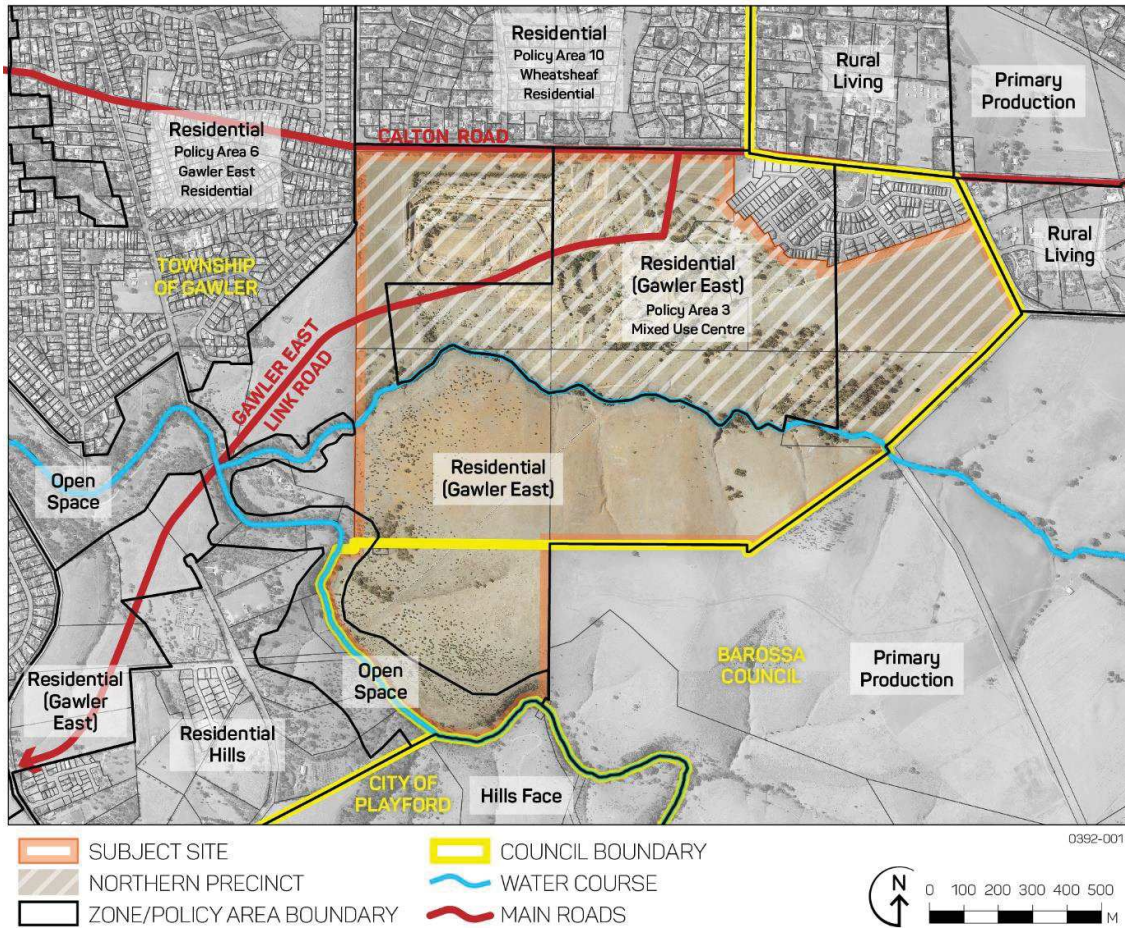 Residential
Policy Area 10
Wheatsheaf
Residential
Rural
Living
Primary
Production
Residential
Policy Area 6
Gawler East
Residential
CALTON ROAD
Rural
Living
TOWNSHIP
OF GAWLER
Residential
(Gawler East)
Policy Area 3
Mixed Use Centre
GAWLER EAST
LINK ROAD
Open
Space
Residential
(Gawler East)
Open
Space
BAROSSA
COUNCIL
Primary
Production
Residential
(Gawler
East)
Residential
Hills
CITY OF
PLAYFORD
Hills Face
0392-001
SUBJECT SITE
NORTHERN PRECINCT
ZONE/POLICY AREA BOUNDARY
COUNCIL BOUNDARY
WATER COURSE
MAIN ROADS
N
0 100 200 300 400 500
M